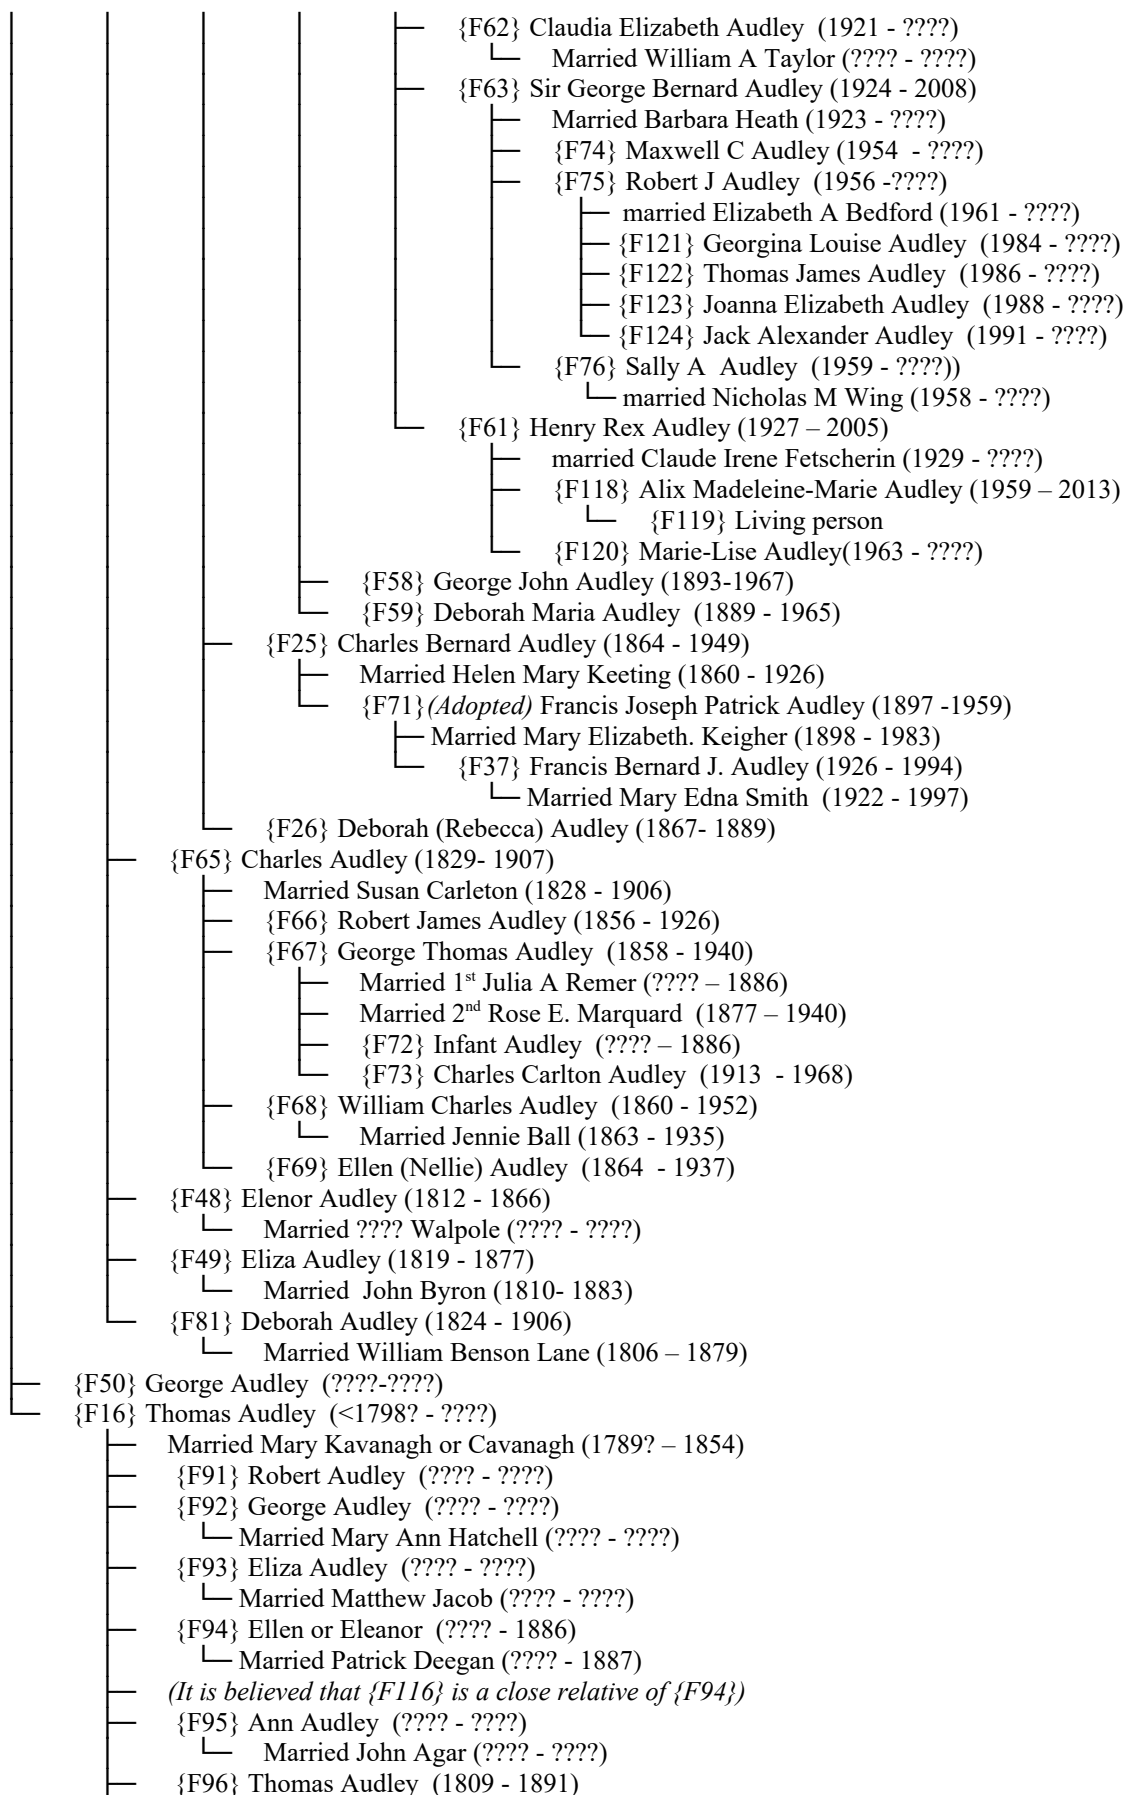 {F62} Claudia Elizabeth Audley (1921 - ????)
Married William A Taylor (???? - ????)
{F63} Sir George Bernard Audley (1924 - 2008)
Married Barbara Heath (1923 - ????)
{F74} Maxwell C Audley (1954 - ????)
{F75} Robert J Audley (1956 -????)
married Elizabeth A Bedford (1961 - ????)
{F121} Georgina Louise Audley (1984 - ????)
{F122} Thomas James Audley (1986 - ????)
{F123} Joanna Elizabeth Audley (1988 - ????)
{F124} Jack Alexander Audley (1991 - ????)
{F76} Sally A Audley (1959 - ????))
married Nicholas M Wing (1958 - ????)
{F61} Henry Rex Audley (1927 – 2005)
married Claude Irene Fetscherin (1929 - ????)
{F118} Alix Madeleine-Marie Audley (1959 – 2013)
{F119} Living person
{F120} Marie-Lise Audley(1963 - ????)
{F58} George John Audley (1893-1967)
{F59} Deborah Maria Audley (1889 - 1965)
{F25} Charles Bernard Audley (1864 - 1949)
Married Helen Mary Keeting (1860 - 1926)
{F71}(Adopted) Francis Joseph Patrick Audley (1897 -1959)
Married Mary Elizabeth. Keigher (1898 - 1983)
{F37} Francis Bernard J. Audley (1926 - 1994)
Married Mary Edna Smith (1922 - 1997)
{F26} Deborah (Rebecca) Audley (1867- 1889)
{F65} Charles Audley (1829- 1907)
Married Susan Carleton (1828 - 1906)
{F66} Robert James Audley (1856 - 1926)
{F67} George Thomas Audley (1858 - 1940)
Married 1st Julia A Remer (???? – 1886)
Married 2nd Rose E. Marquard (1877 – 1940)
{F72} Infant Audley (???? – 1886)
{F73} Charles Carlton Audley (1913 - 1968)
{F68} William Charles Audley (1860 - 1952)
Married Jennie Ball (1863 - 1935)
{F69} Ellen (Nellie) Audley (1864 - 1937)
{F48} Elenor Audley (1812 - 1866)
Married ???? Walpole (???? - ????)
{F49} Eliza Audley (1819 - 1877)
Married John Byron (1810- 1883)
{F81} Deborah Audley (1824 - 1906)
Married William Benson Lane (1806 – 1879)
{F50} George Audley (????-????)
{F16} Thomas Audley (<1798? - ????)
Married Mary Kavanagh or Cavanagh (1789? – 1854)
{F91} Robert Audley (???? - ????)
{F92} George Audley (???? - ????)
Married Mary Ann Hatchell (???? - ????)
{F93} Eliza Audley (???? - ????)
Married Matthew Jacob (???? - ????)
{F94} Ellen or Eleanor (???? - 1886)
Married Patrick Deegan (???? - 1887)
(It is believed that {F116} is a close relative of {F94})
{F95} Ann Audley (???? - ????)
Married John Agar (???? - ????)
{F96} Thomas Audley (1809 - 1891)